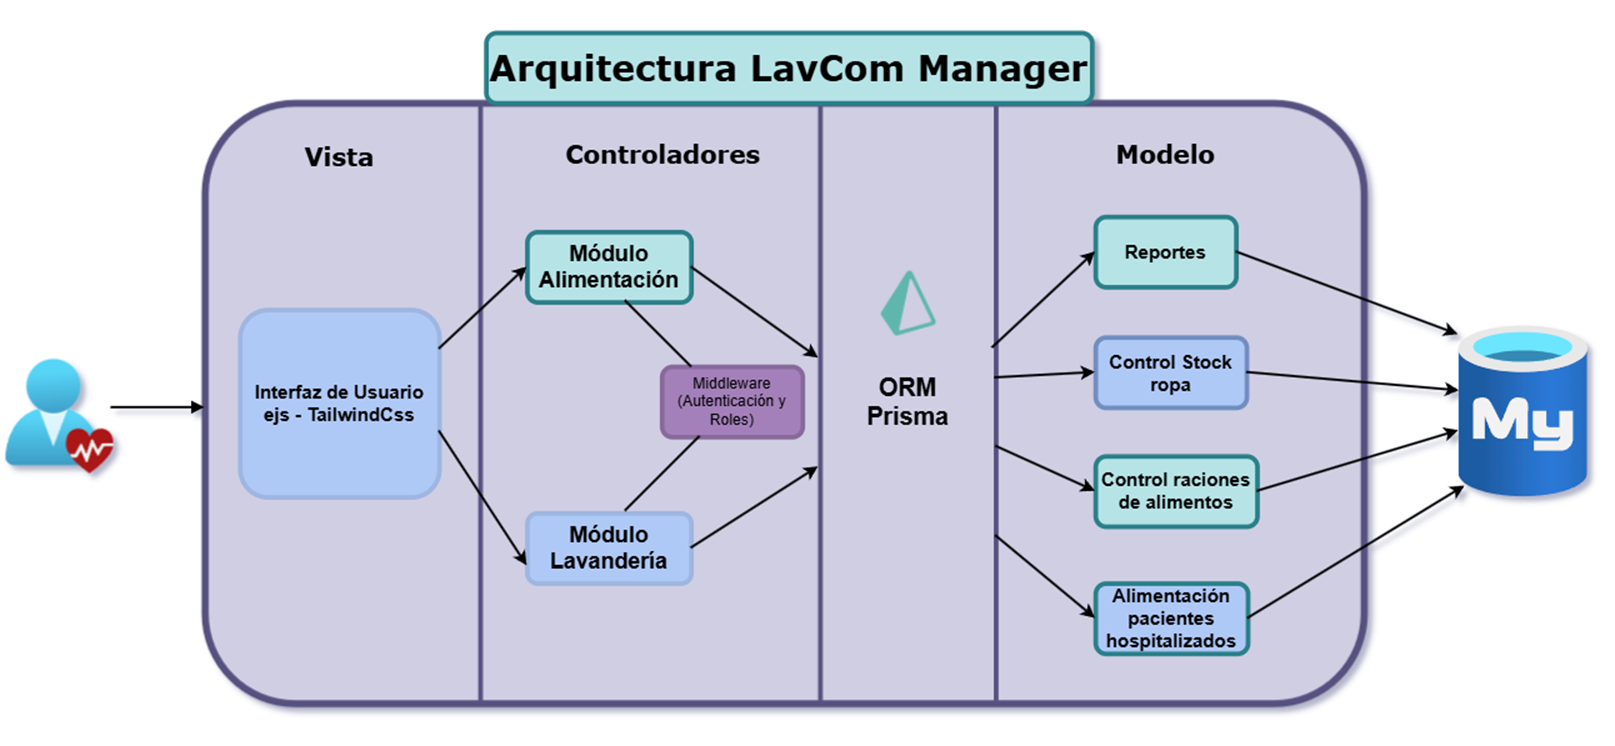 Arquitectura LavCom Manager
Vista
Controladores
Modelo
Interfaz de Usuario
ejs - TailwindCss
Módulo
Alimentación
Middleware
(Autenticación y
Roles)
Módulo
Lavandería
ORM
Prisma
Reportes
Control Stock
ropa
Control raciones
de alimentos
Alimentación
pacientes
hospitalizados
My